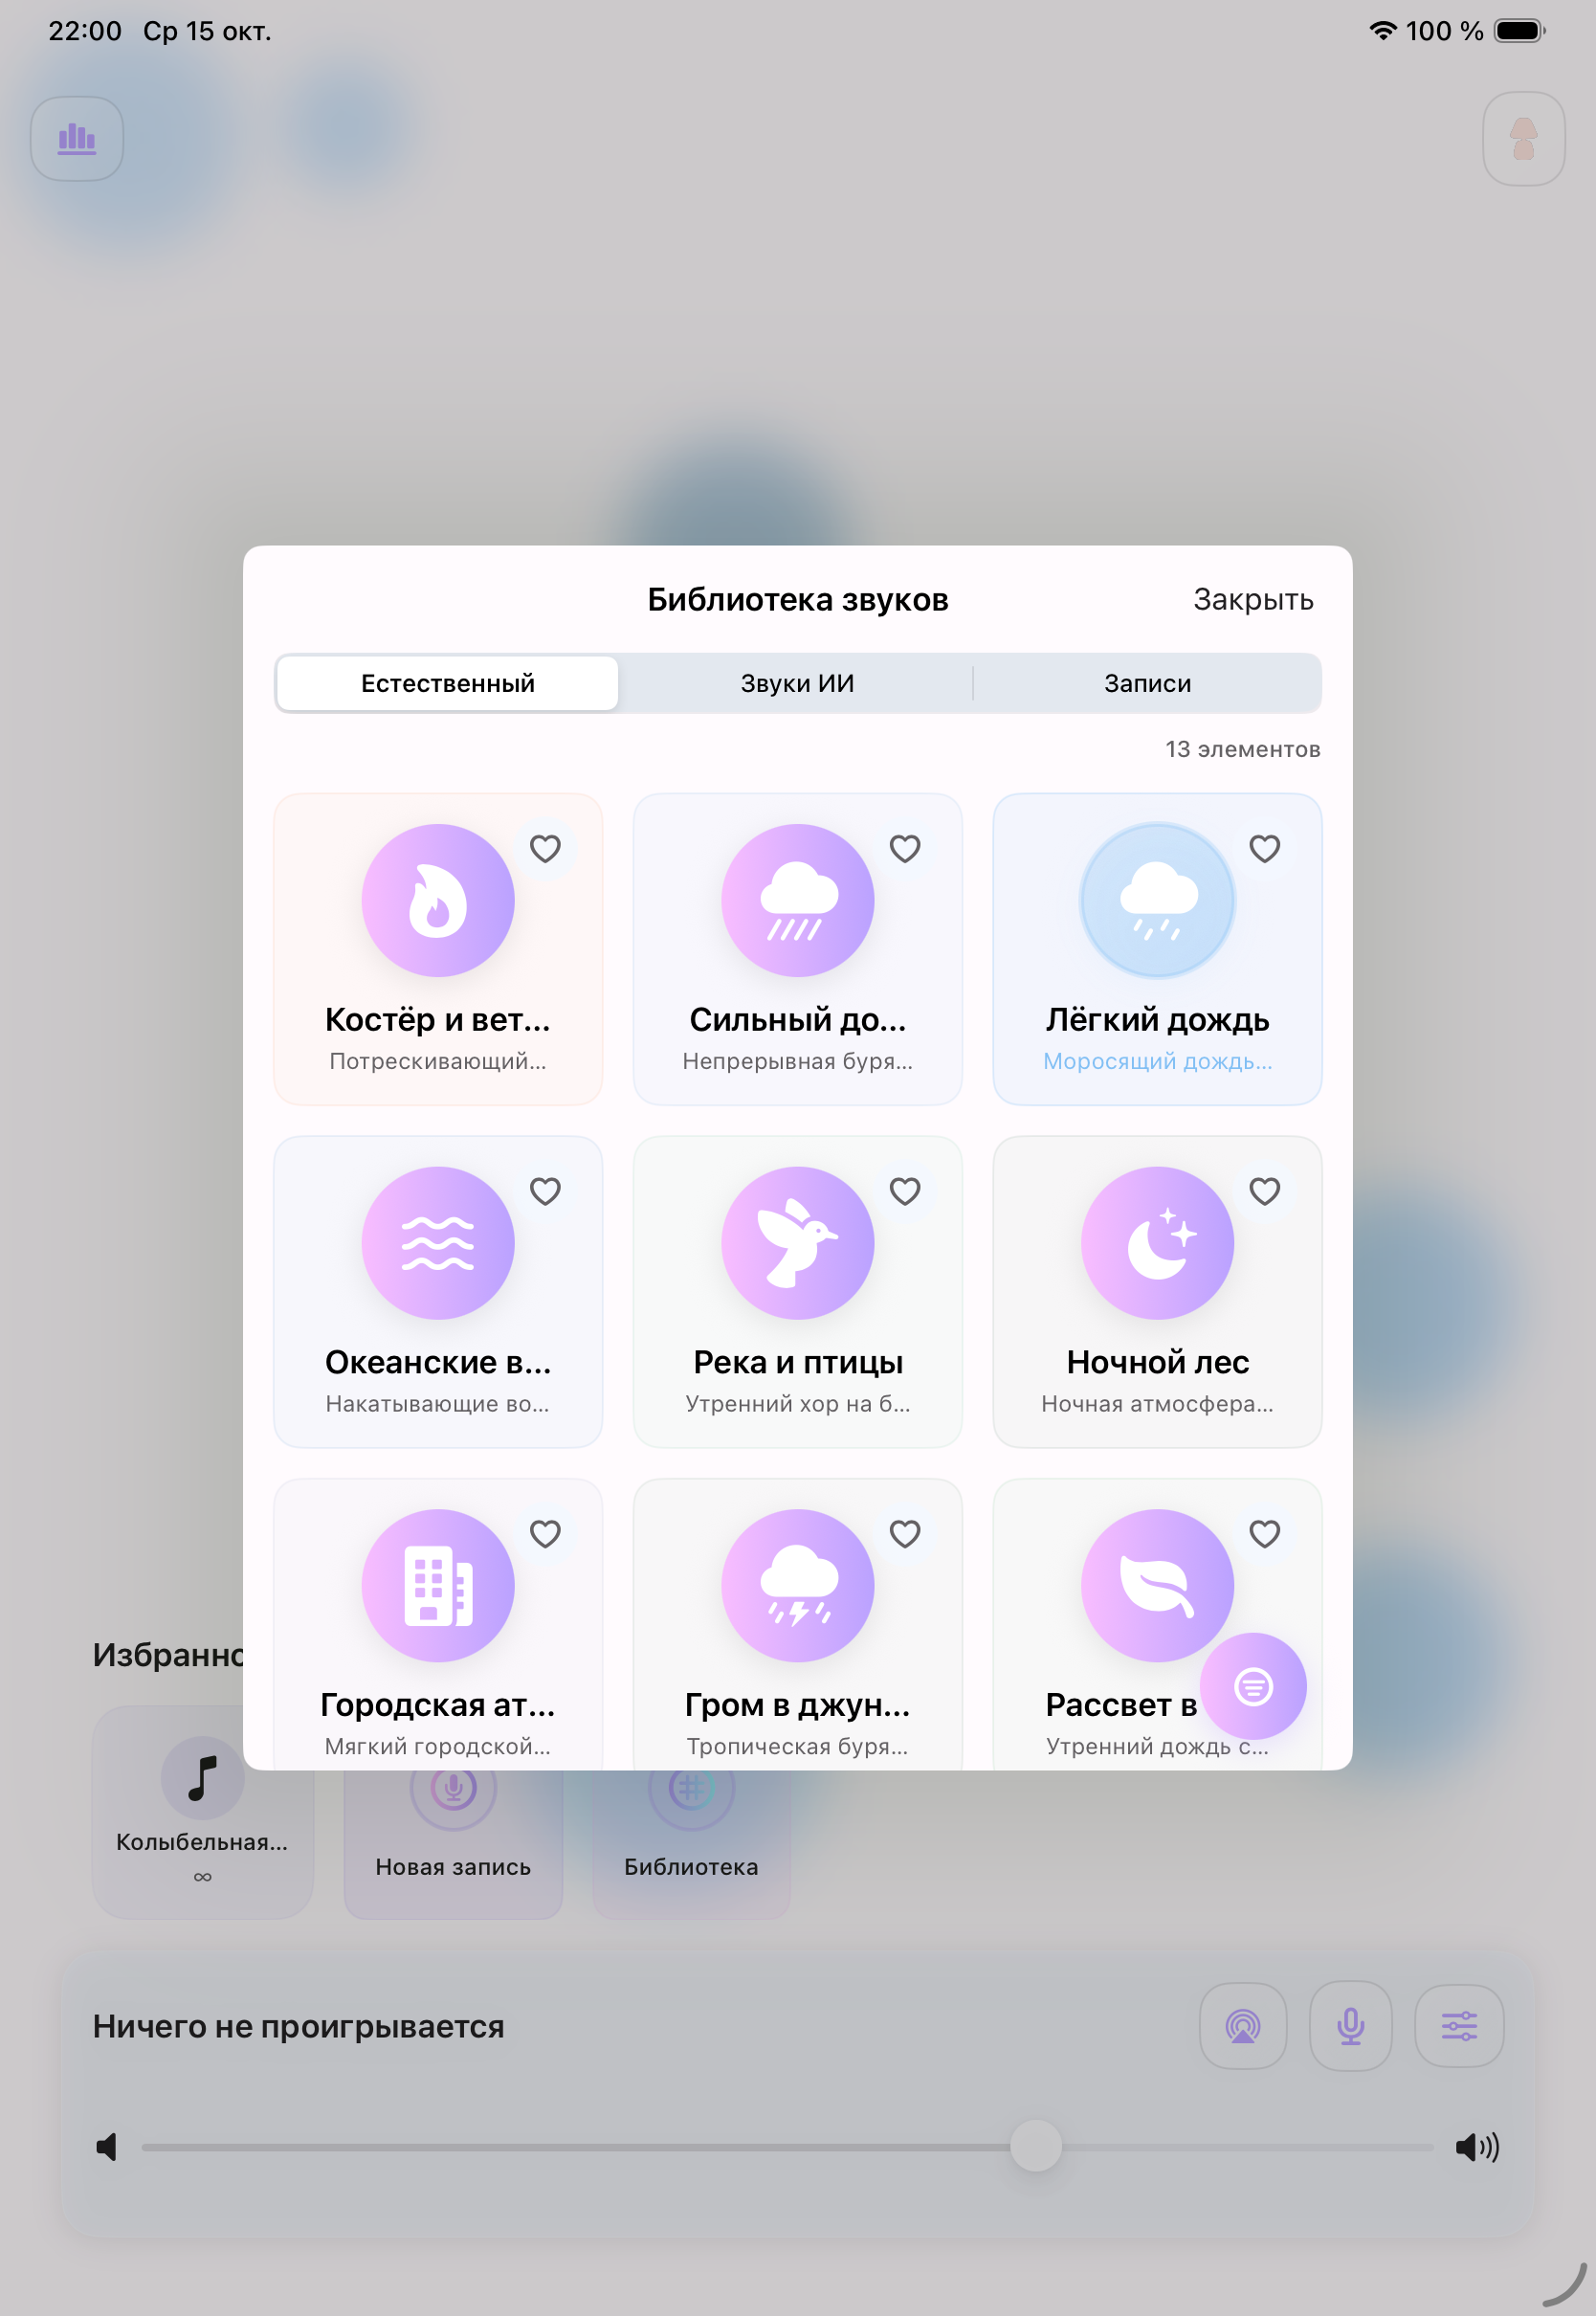 22:00 Ср 15 окт.
100 %
Библиотека звуков
Закрыть
Естественный
Звуки ИИ
Записи
13 элементов
Костёр и вет...
Потрескивающий...
Сильный до...
Непрерывная буря...
Лёгкий дождь
Моросящий дождь...
Океанские в...
Накатывающие во...
Река и птицы
Утренний хор на б...
Ночной лес
Ночная атмосфера...
Городская ат...
Мягкий городской...
Гром в джун...
Тропическая буря...
Рассвет в
Утренний дождь с...
Избранно
Колыбельная...
∞
Новая запись
Библиотека
Ничего не проигрывается